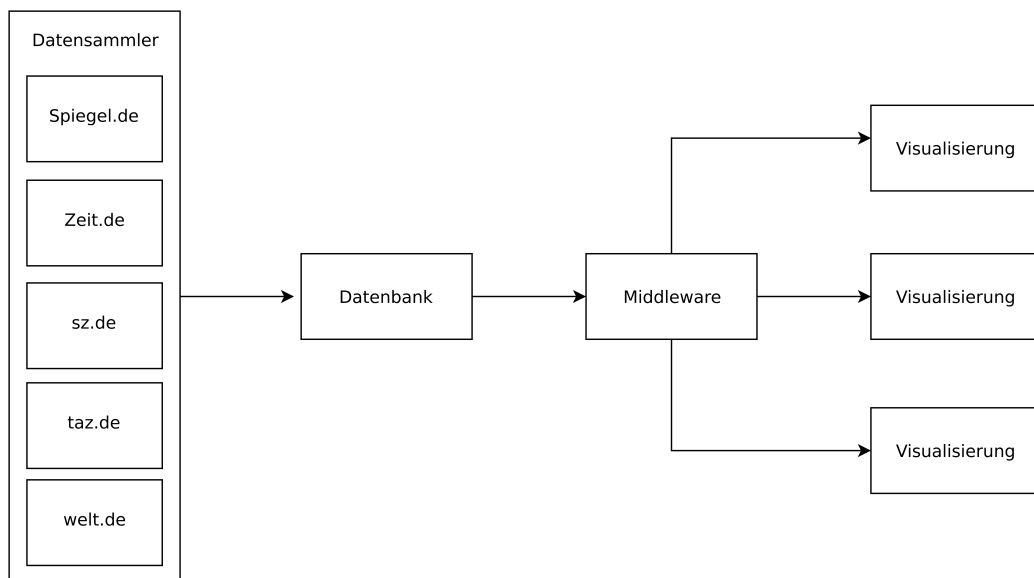 Datensammler
Spiegel.de
Zeit.de
sz.de
taz.de
welt.de
Datenbank
Middleware
Visualisierung
Visualisierung
Visualisierung